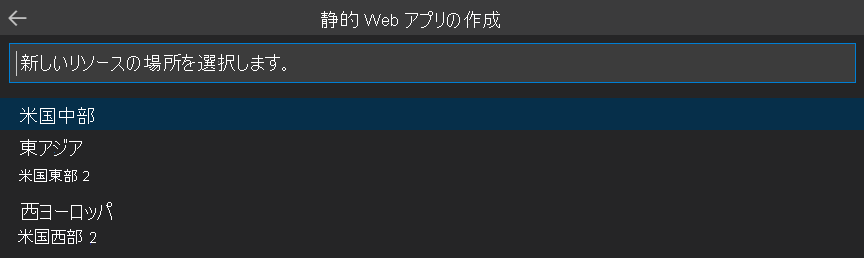 静的 Web アプリの作成
新しいリソースの場所を選択します。
米国中部
東アジア
米国東部 2
西ヨーロッパ
米国西部 2